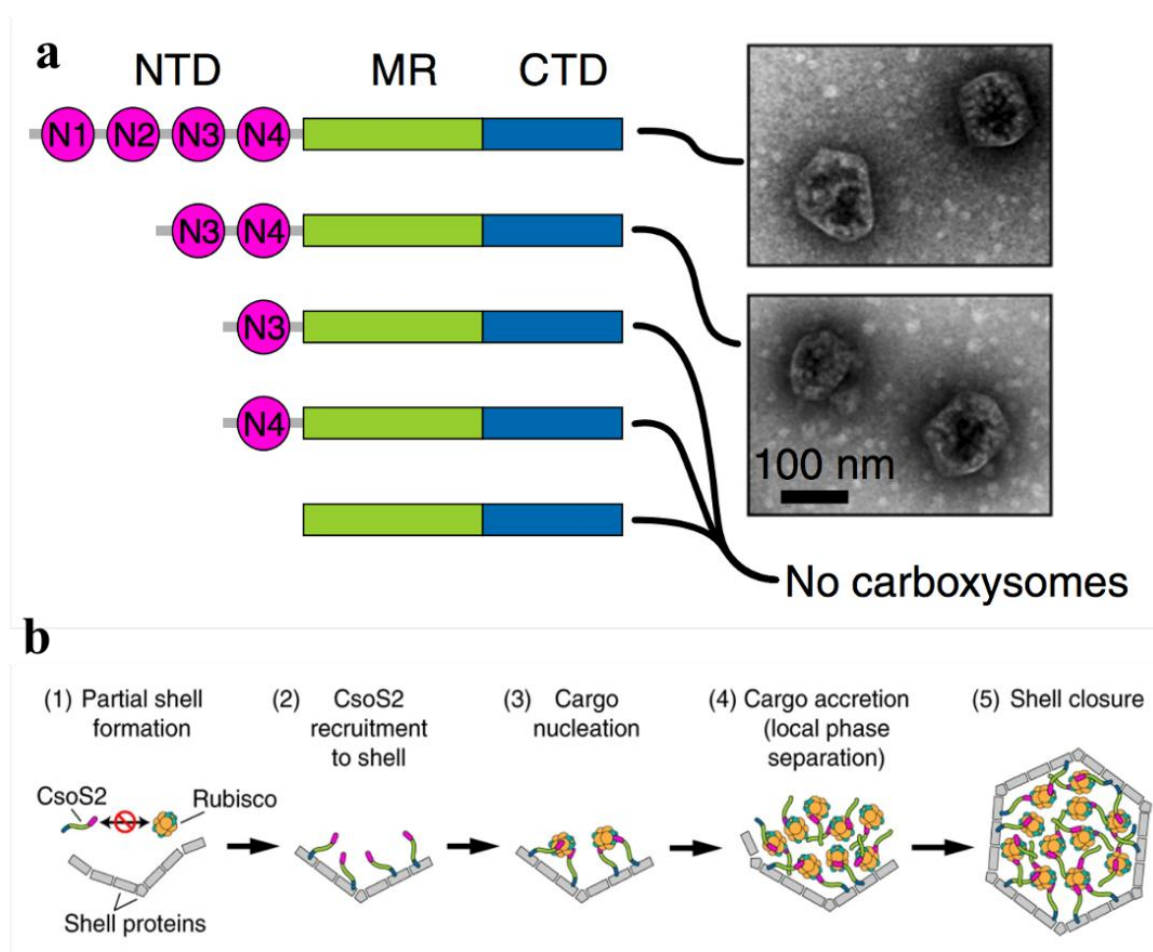 a
NTD MR CTD
N1 N2 N3 N4
N3 N4
N3
N4
100 nm
No carboxysomes
b
(1) Partial shell
formation
(2) CsoS2
recruitment
to shell
(3) Cargo
nucleation
(4) Cargo accretion
(local phase
separation)
(5) Shell closure
CsoS2
Rubisco
Shell proteins